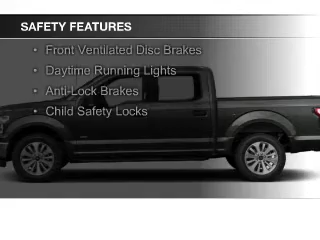 SAFETY FEATURES
• Front Ventilated Disc Brakes
• Daytime Running Lights
• Anti-Lock Brakes
• Child Safety Locks